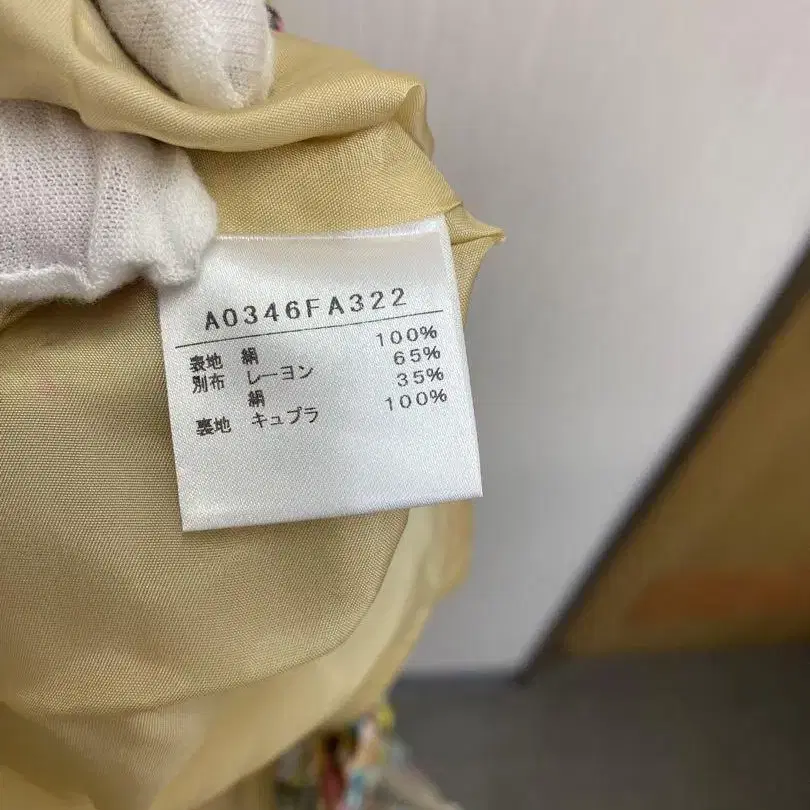 A0346FA322
表地 絹 100%
別布 レーヨン 65%
絹 35%
裏地 キュプラ 100%